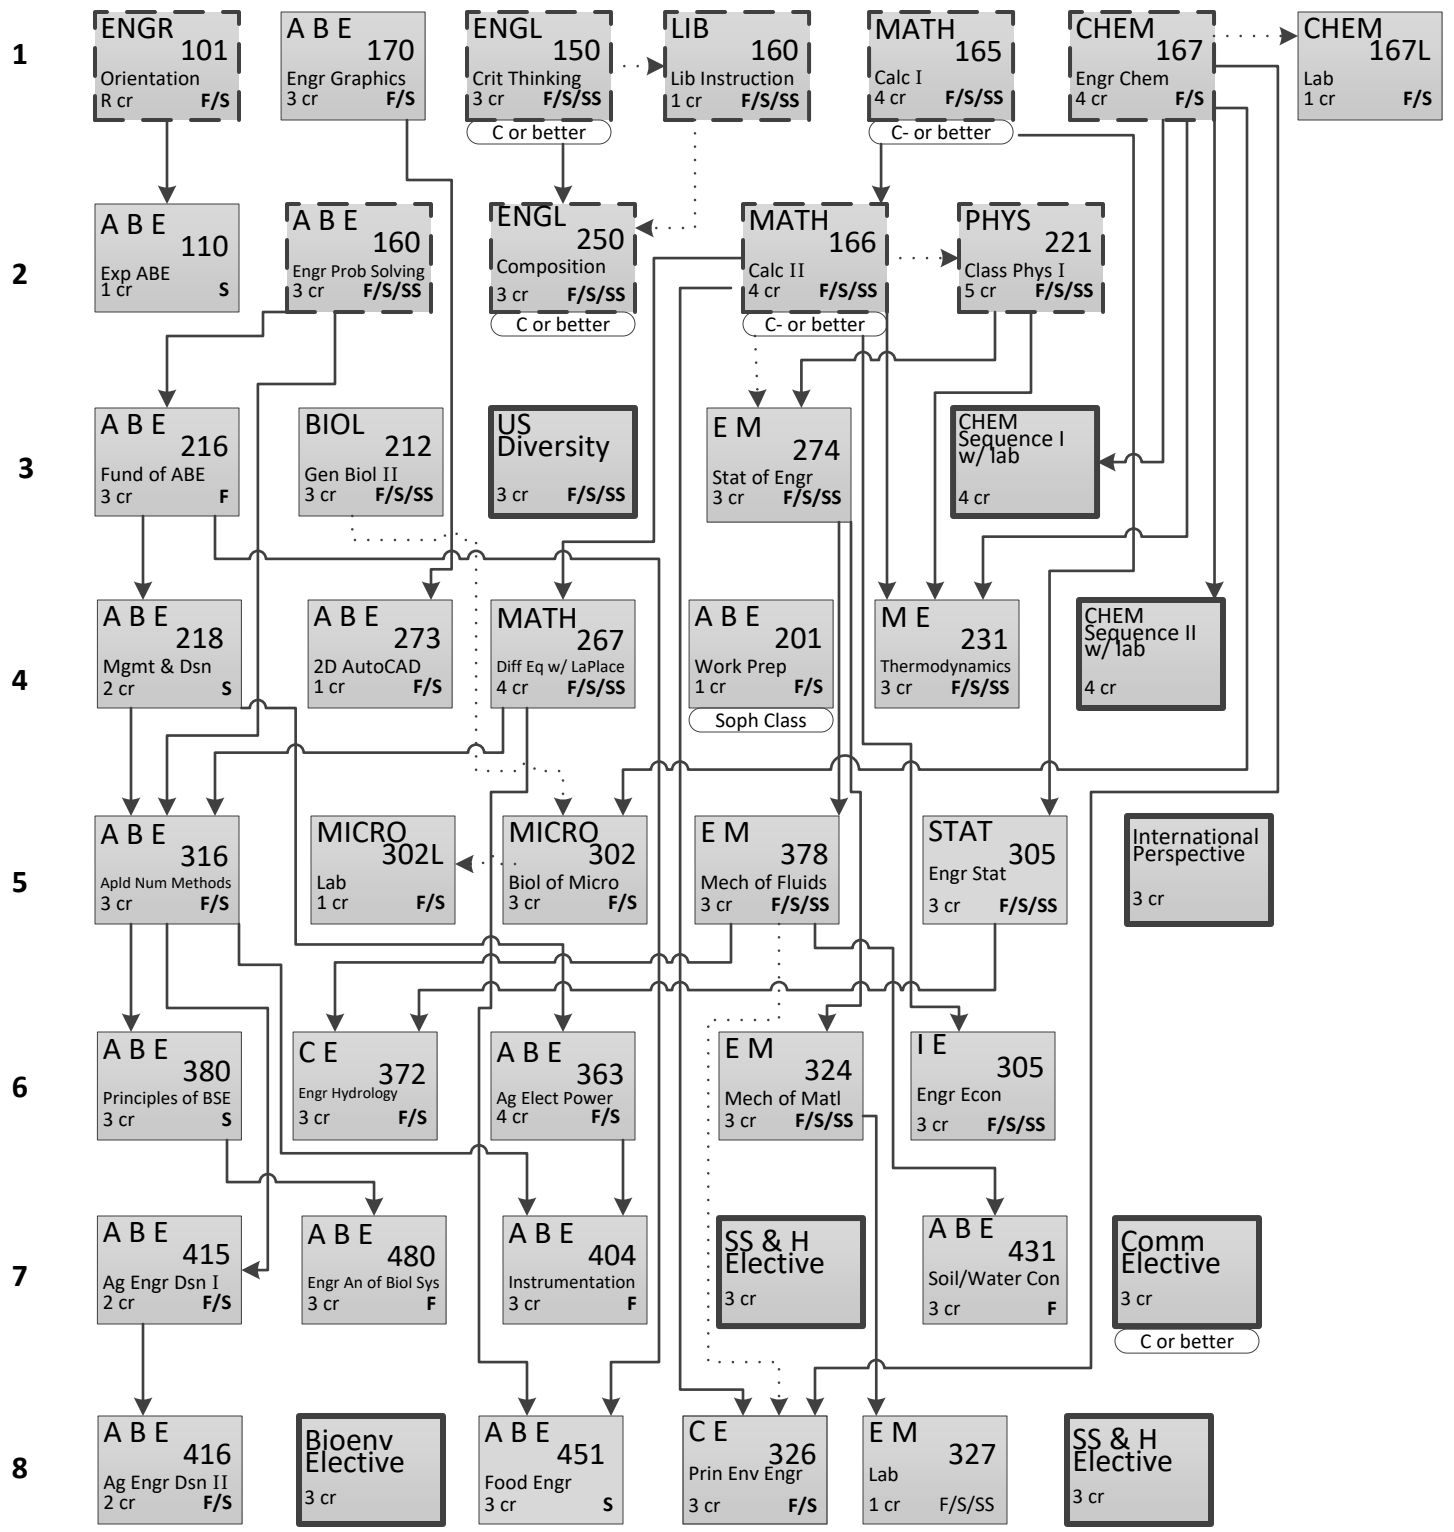 1
ENGR
101
Orientation
R cr F/S
A B E
170
Engr Graphics
3 cr F/S
ENGL
150
Crit Thinking
3 cr F/S/SS
C or better
LIB
160
Lib Instruction
1 cr F/S/SS
MATH
165
Calc I
4 cr F/S/SS
C- or better
CHEM
167
Engr Chem
4 cr F/S
CHEM
167L
Lab
1 cr F/S
2
A B E
110
Exp ABE
1 cr S
A B E
160
Engr Prob Solving
3 cr F/S/SS
ENGL
250
Composition
3 cr F/S/SS
C or better
MATH
166
Calc II
4 cr F/S/SS
C- or better
PHYS
221
Class Phys I
5 cr F/S/SS
3
A B E
216
Fund of ABE
3 cr F
BIOL
212
Gen Biol II
3 cr F/S/SS
US
Diversity
3 cr F/S/SS
E M
274
Stat of Engr
3 cr F/S/SS
CHEM
Sequence I
w/ lab
4 cr
4
A B E
218
Mgmt & Dsn
2 cr S
A B E
273
2D AutoCAD
1 cr F/S
MATH
267
Diff Eq w/ LaPlace
4 cr F/S/SS
A B E
201
Work Prep
1 cr F/S
Soph Class
M E
231
Thermodynamics
3 cr F/S/SS
CHEM
Sequence II
w/ lab
4 cr
5
A B E
316
Apld Num Methods
3 cr F/S
MICRO
302L
Lab
1 cr F/S
MICRO
302
Biol of Micro
3 cr F/S
E M
378
Mech of Fluids
3 cr F/S/SS
STAT
305
Engr Stat
3 cr F/S/SS
International
Perspective
3 cr
6
A B E
380
Principles of BSE
3 cr S
C E
372
Engr Hydrology
3 cr F/S
A B E
363
Ag Elect Power
4 cr F/S
E M
324
Mech of Matl
3 cr F/S/SS
I E
305
Engr Econ
3 cr F/S/SS
7
A B E
415
Ag Engr Dsn I
2 cr F/S
A B E
480
Engr An of Biol Sys
3 cr F
A B E
404
Instrumentation
3 cr F
SS & H
Elective
3 cr
A B E
431
Soil/Water Con
3 cr F
Comm
Elective
3 cr
C or better
8
A B E
416
Ag Engr Dsn II
2 cr F/S
Bioenv
Elective
3 cr
A B E
451
Food Engr
3 cr S
C E
326
Prin Env Engr
3 cr F/S
E M
327
Lab
1 cr F/S/SS
SS & H
Elective
3 cr